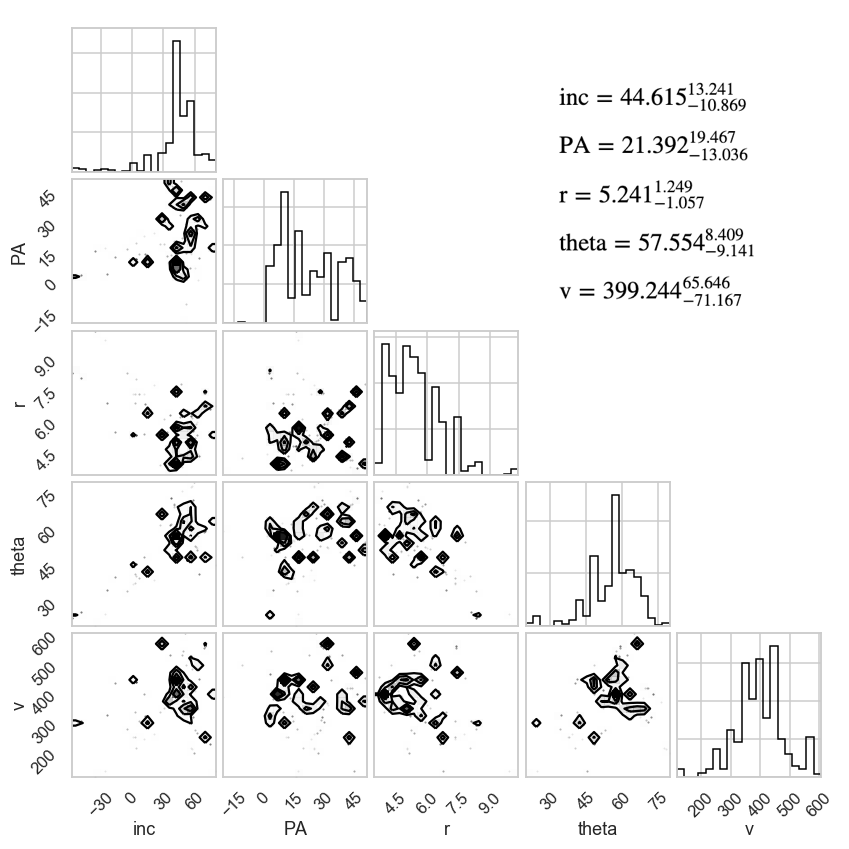 inc = 44.615 13.241 -10.869
PA = 21.392 19.467 -13.036
r = 5.241 1.249 -1.057
theta = 57.554 8.409 -9.141
v = 399.244 65.646 -71.167
PA
45
30
15
0
-15
r
9.0
7.5
6.0
4.5
theta
75
60
45
30
v
600
500
400
300
200
-30 0 30 60
-15 0 15 30 45
4.5 6.0 7.5 9.0
30 45 60 75
200 300 400 500 600
inc PA r theta v